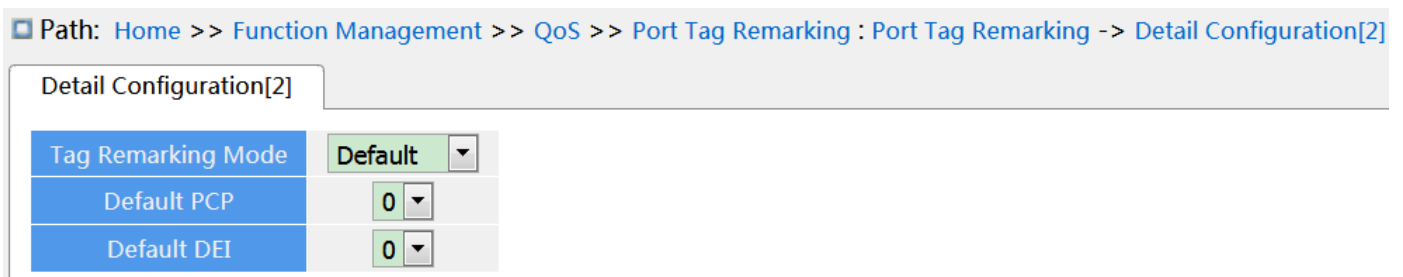 Path: Home >> Function Management >> QoS >> Port Tag Remarking : Port Tag Remarking -> Detail Configuration[2]
Detail Configuration[2]
Tag Remarking Mode Default
Default PCP 0
Default DEI 0